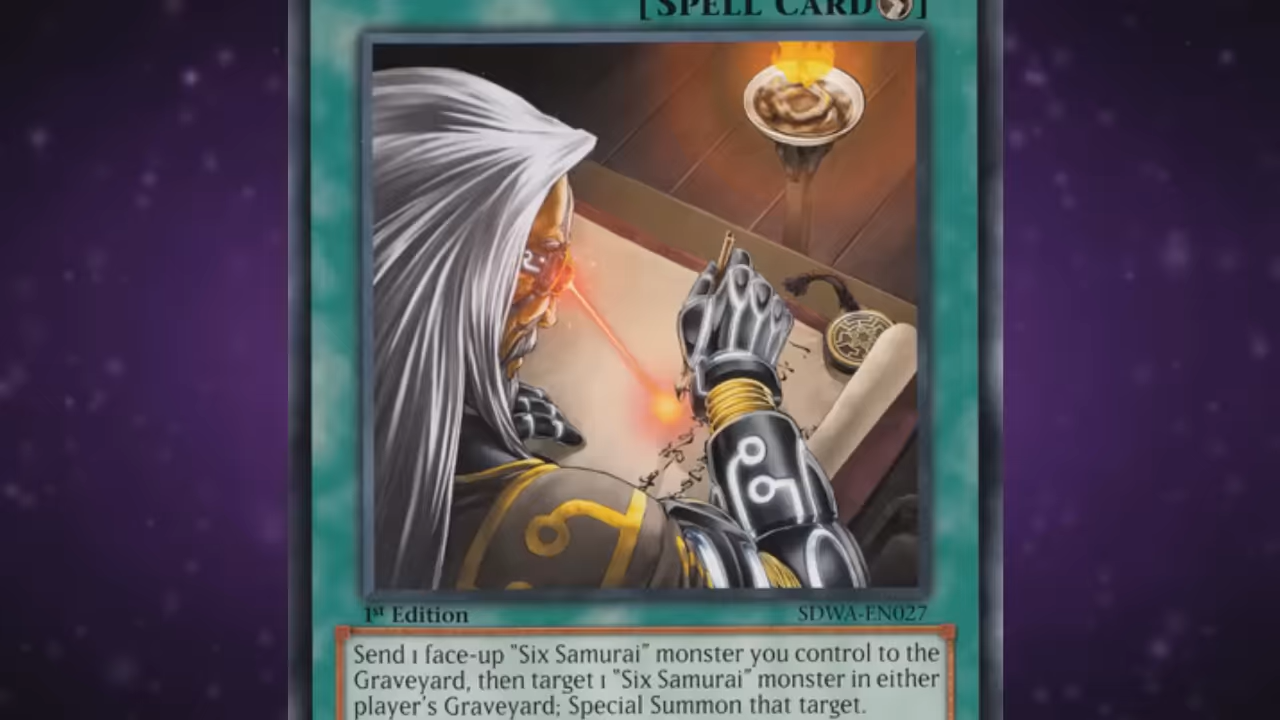 [SPELL CARD]
1st Edition
SDWA-EN027
Send 1 face-up "Six Samurai" monster you control to the
Graveyard, then target 1 "Six Samurai" monster in either
player's Graveyard; Special Summon that target.